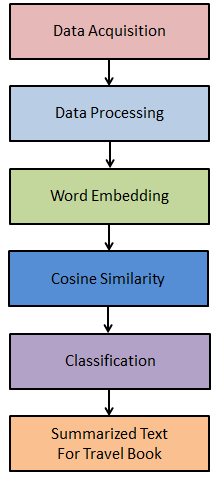 Data Acquisition
Data Processing
Word Embedding
Cosine Similarity
Classification
Summarized Text
For Travel Book